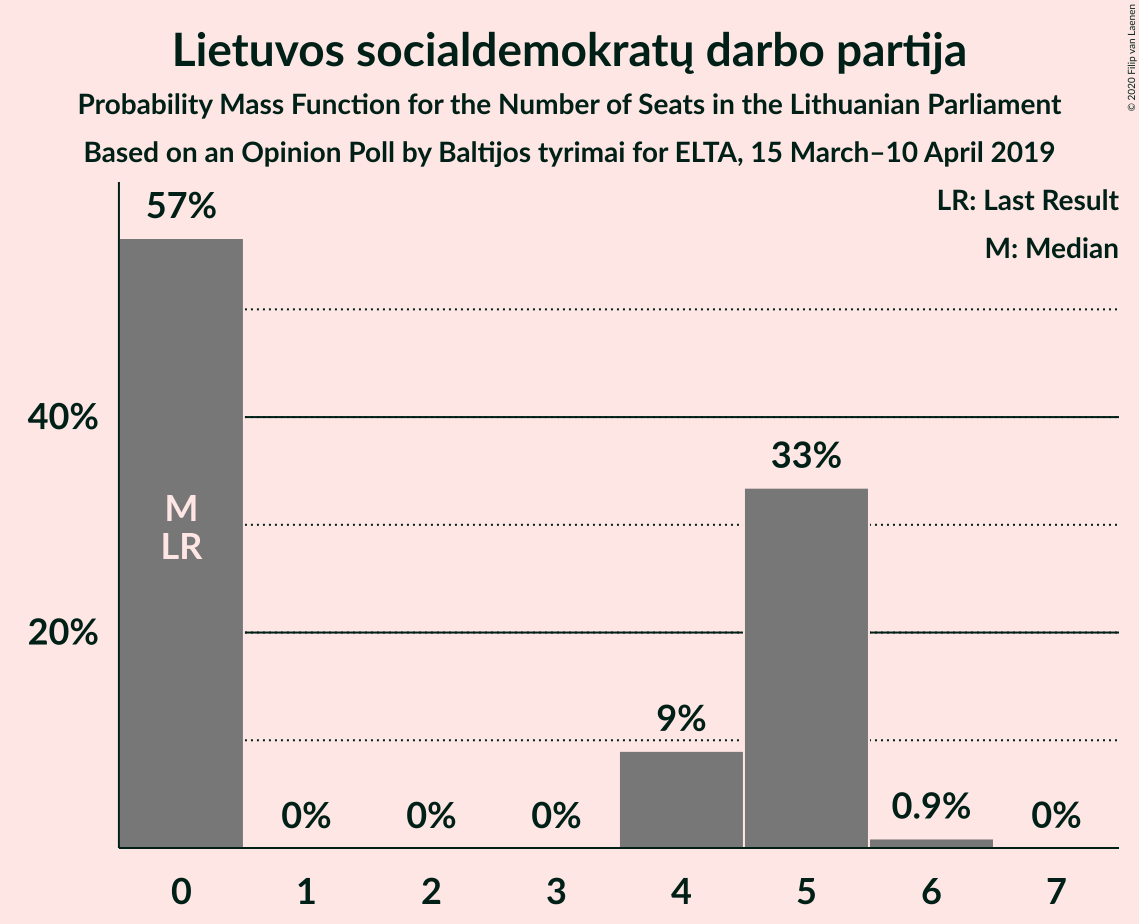 Lietuvos socialdemokratų darbo partija
Probability Mass Function for the Number of Seats in the Lithuanian Parliament
Based on an Opinion Poll by Baltijos tyrimai for ELTA, 15 March–10 April 2019
© 2020 Filip van Laenen
LR: Last Result
M: Median
57%
40%
33%
M
LR
20%
9%
0%
0%
0%
0.9%
0%
0 1 2 3 4 5 6 7